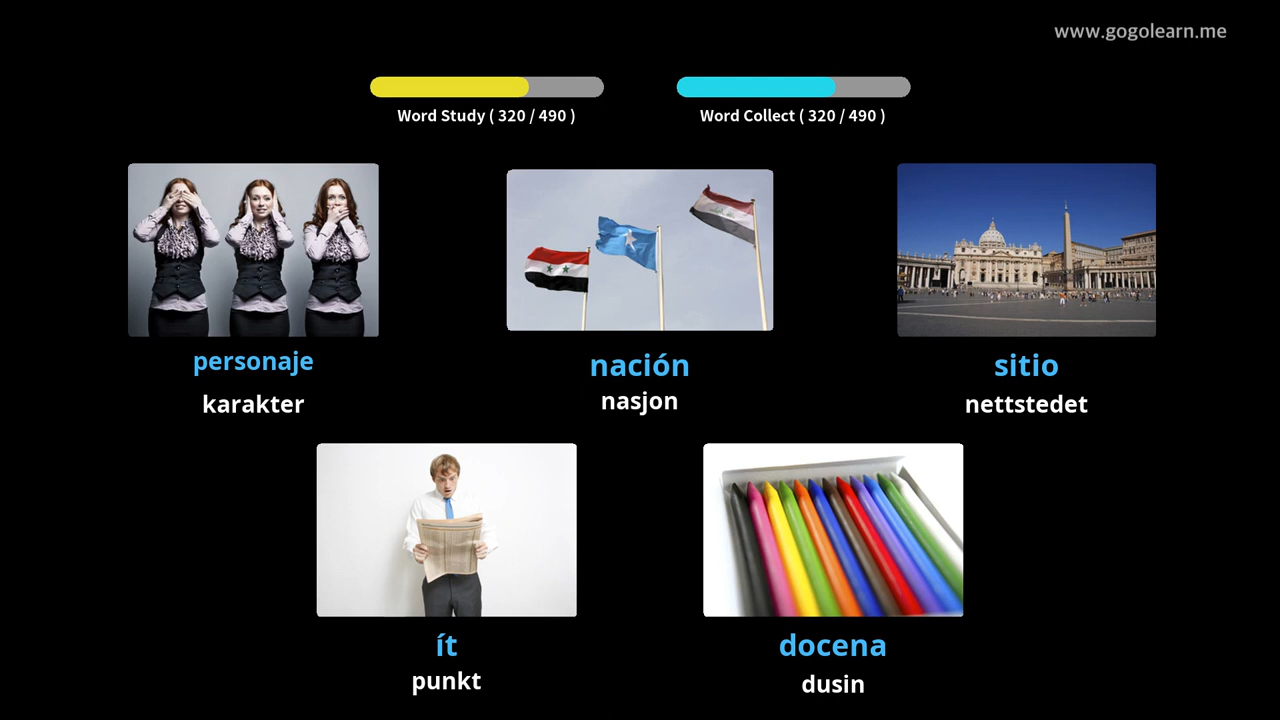 www.gogolearn.me
Word Study ( 320 / 490 )
Word Collect ( 320 / 490 )
personaje
karakter
nación
nasjon
sitio
nettstedet
ít
punkt
docena
dusin